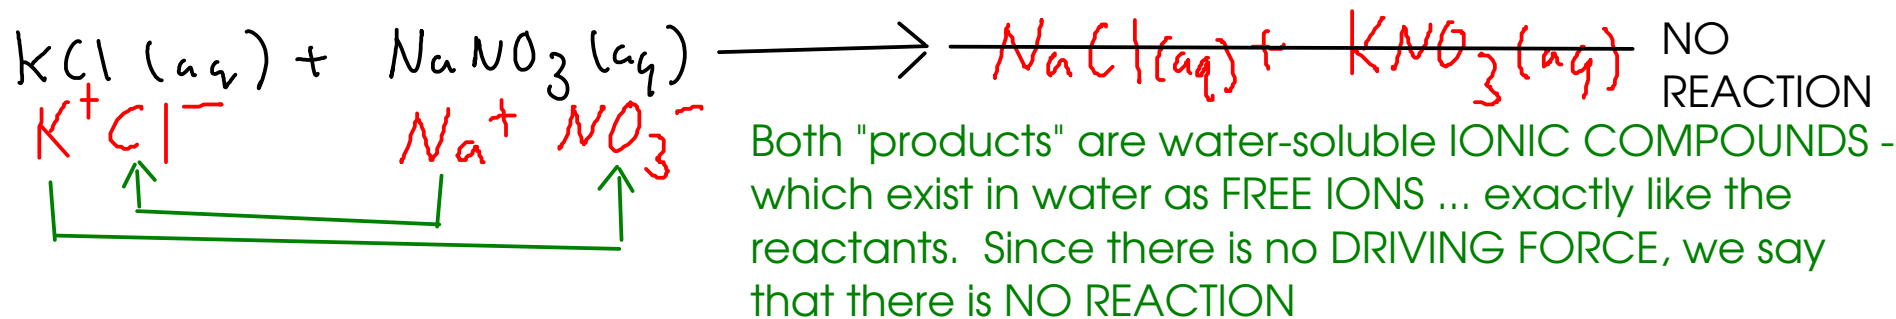 KCl (aq) + NaNO₃ (aq) ⟶ NaCl(aq) + KNO₃(aq) NO
REACTION
K⁺ Cl⁻ Na⁺ NO₃⁻
Both "products" are water-soluble IONIC COMPOUNDS -
which exist in water as FREE IONS ... exactly like the
reactants. Since there is no DRIVING FORCE, we say
that there is NO REACTION